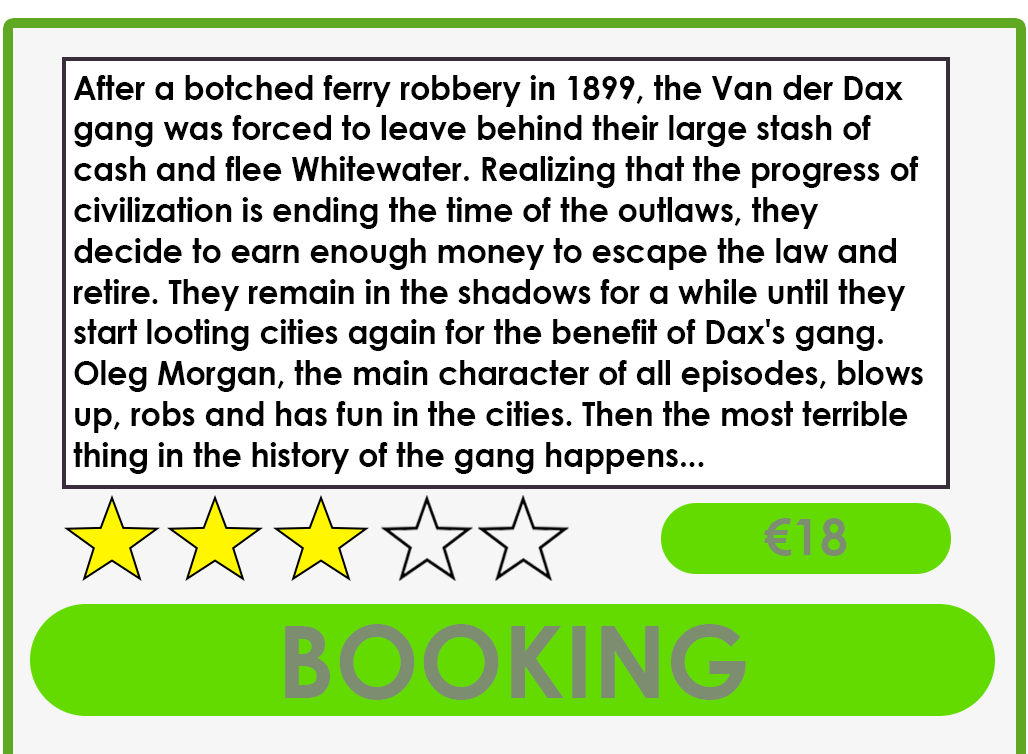 After a botched ferry robbery in 1899, the Van der Dax
gang was forced to leave behind their large stash of
cash and flee Whitewater. Realizing that the progress of
civilization is ending the time of the outlaws, they
decide to earn enough money to escape the law and
retire. They remain in the shadows for a while until they
start looting cities again for the benefit of Dax's gang.
Oleg Morgan, the main character of all episodes, blows
up, robs and has fun in the cities. Then the most terrible
thing in the history of the gang happens...
€18
BOOKING